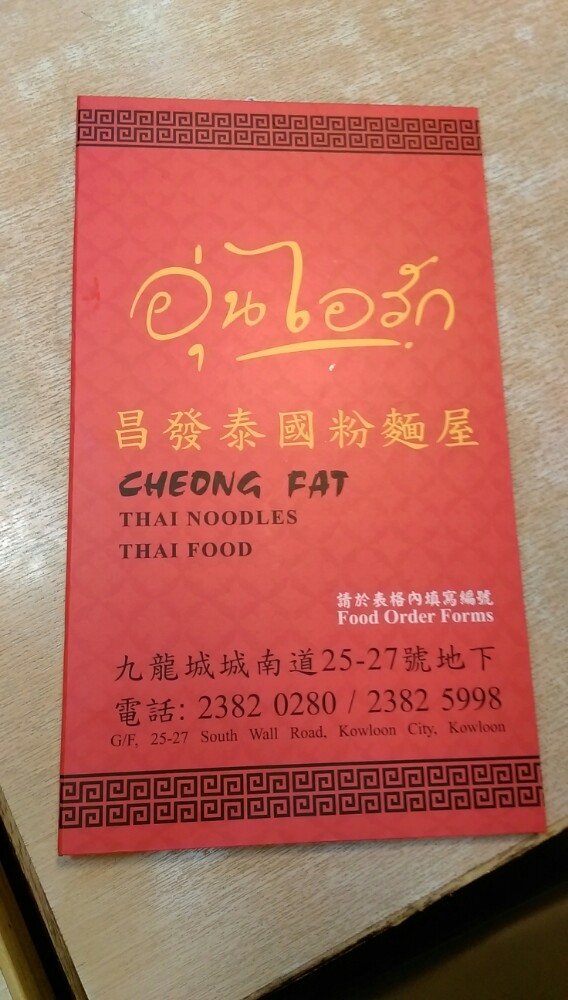 อุ่นไอรัก
昌發泰國粉麵屋
CHEONG FAT
THAI NOODLES
THAI FOOD
請於表格內填寫編號
Food Order Forms
九龍城城南道25-27號地下
電話: 2382 0280 / 2382 5998
G/F, 25-27 South Wall Road, Kowloon City, Kowloon